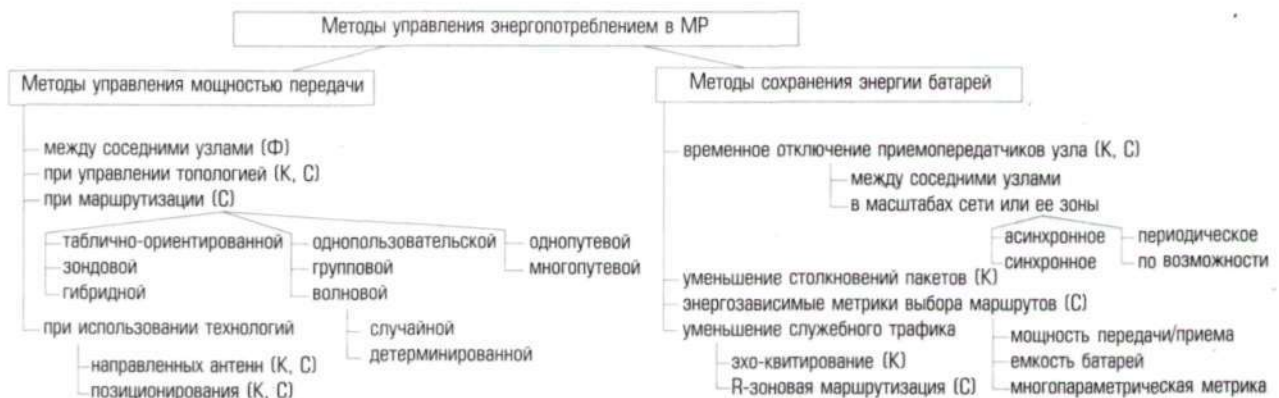 Методы управления энергопотреблением в МР
Методы управления мощностью передачи
между соседними узлами (Ф)
при управлении топологией (К, С)
при маршрутизации (С)
таблично-ориентированной
зондовой
гибридной
однопользовательской
групповой
волновой
случайной
детерминированной
однопутевой
многопутевой
при использовании технологий
направленных антенн (К, С)
позиционирования (К, С)
Методы сохранения энергии батарей
временное отключение приемопередатчиков узла (К, С)
между соседними узлами
в масштабах сети или ее зоны
асинхронное
синхронное
периодическое
по возможности
уменьшение столкновений пакетов (К)
энергозависимые метрики выбора маршрутов (С)
мощность передачи/приема
емкость батарей
многопараметрическая метрика
уменьшение служебного трафика
эхо-квитирование (К)
R-зоновая маршрутизация (С)